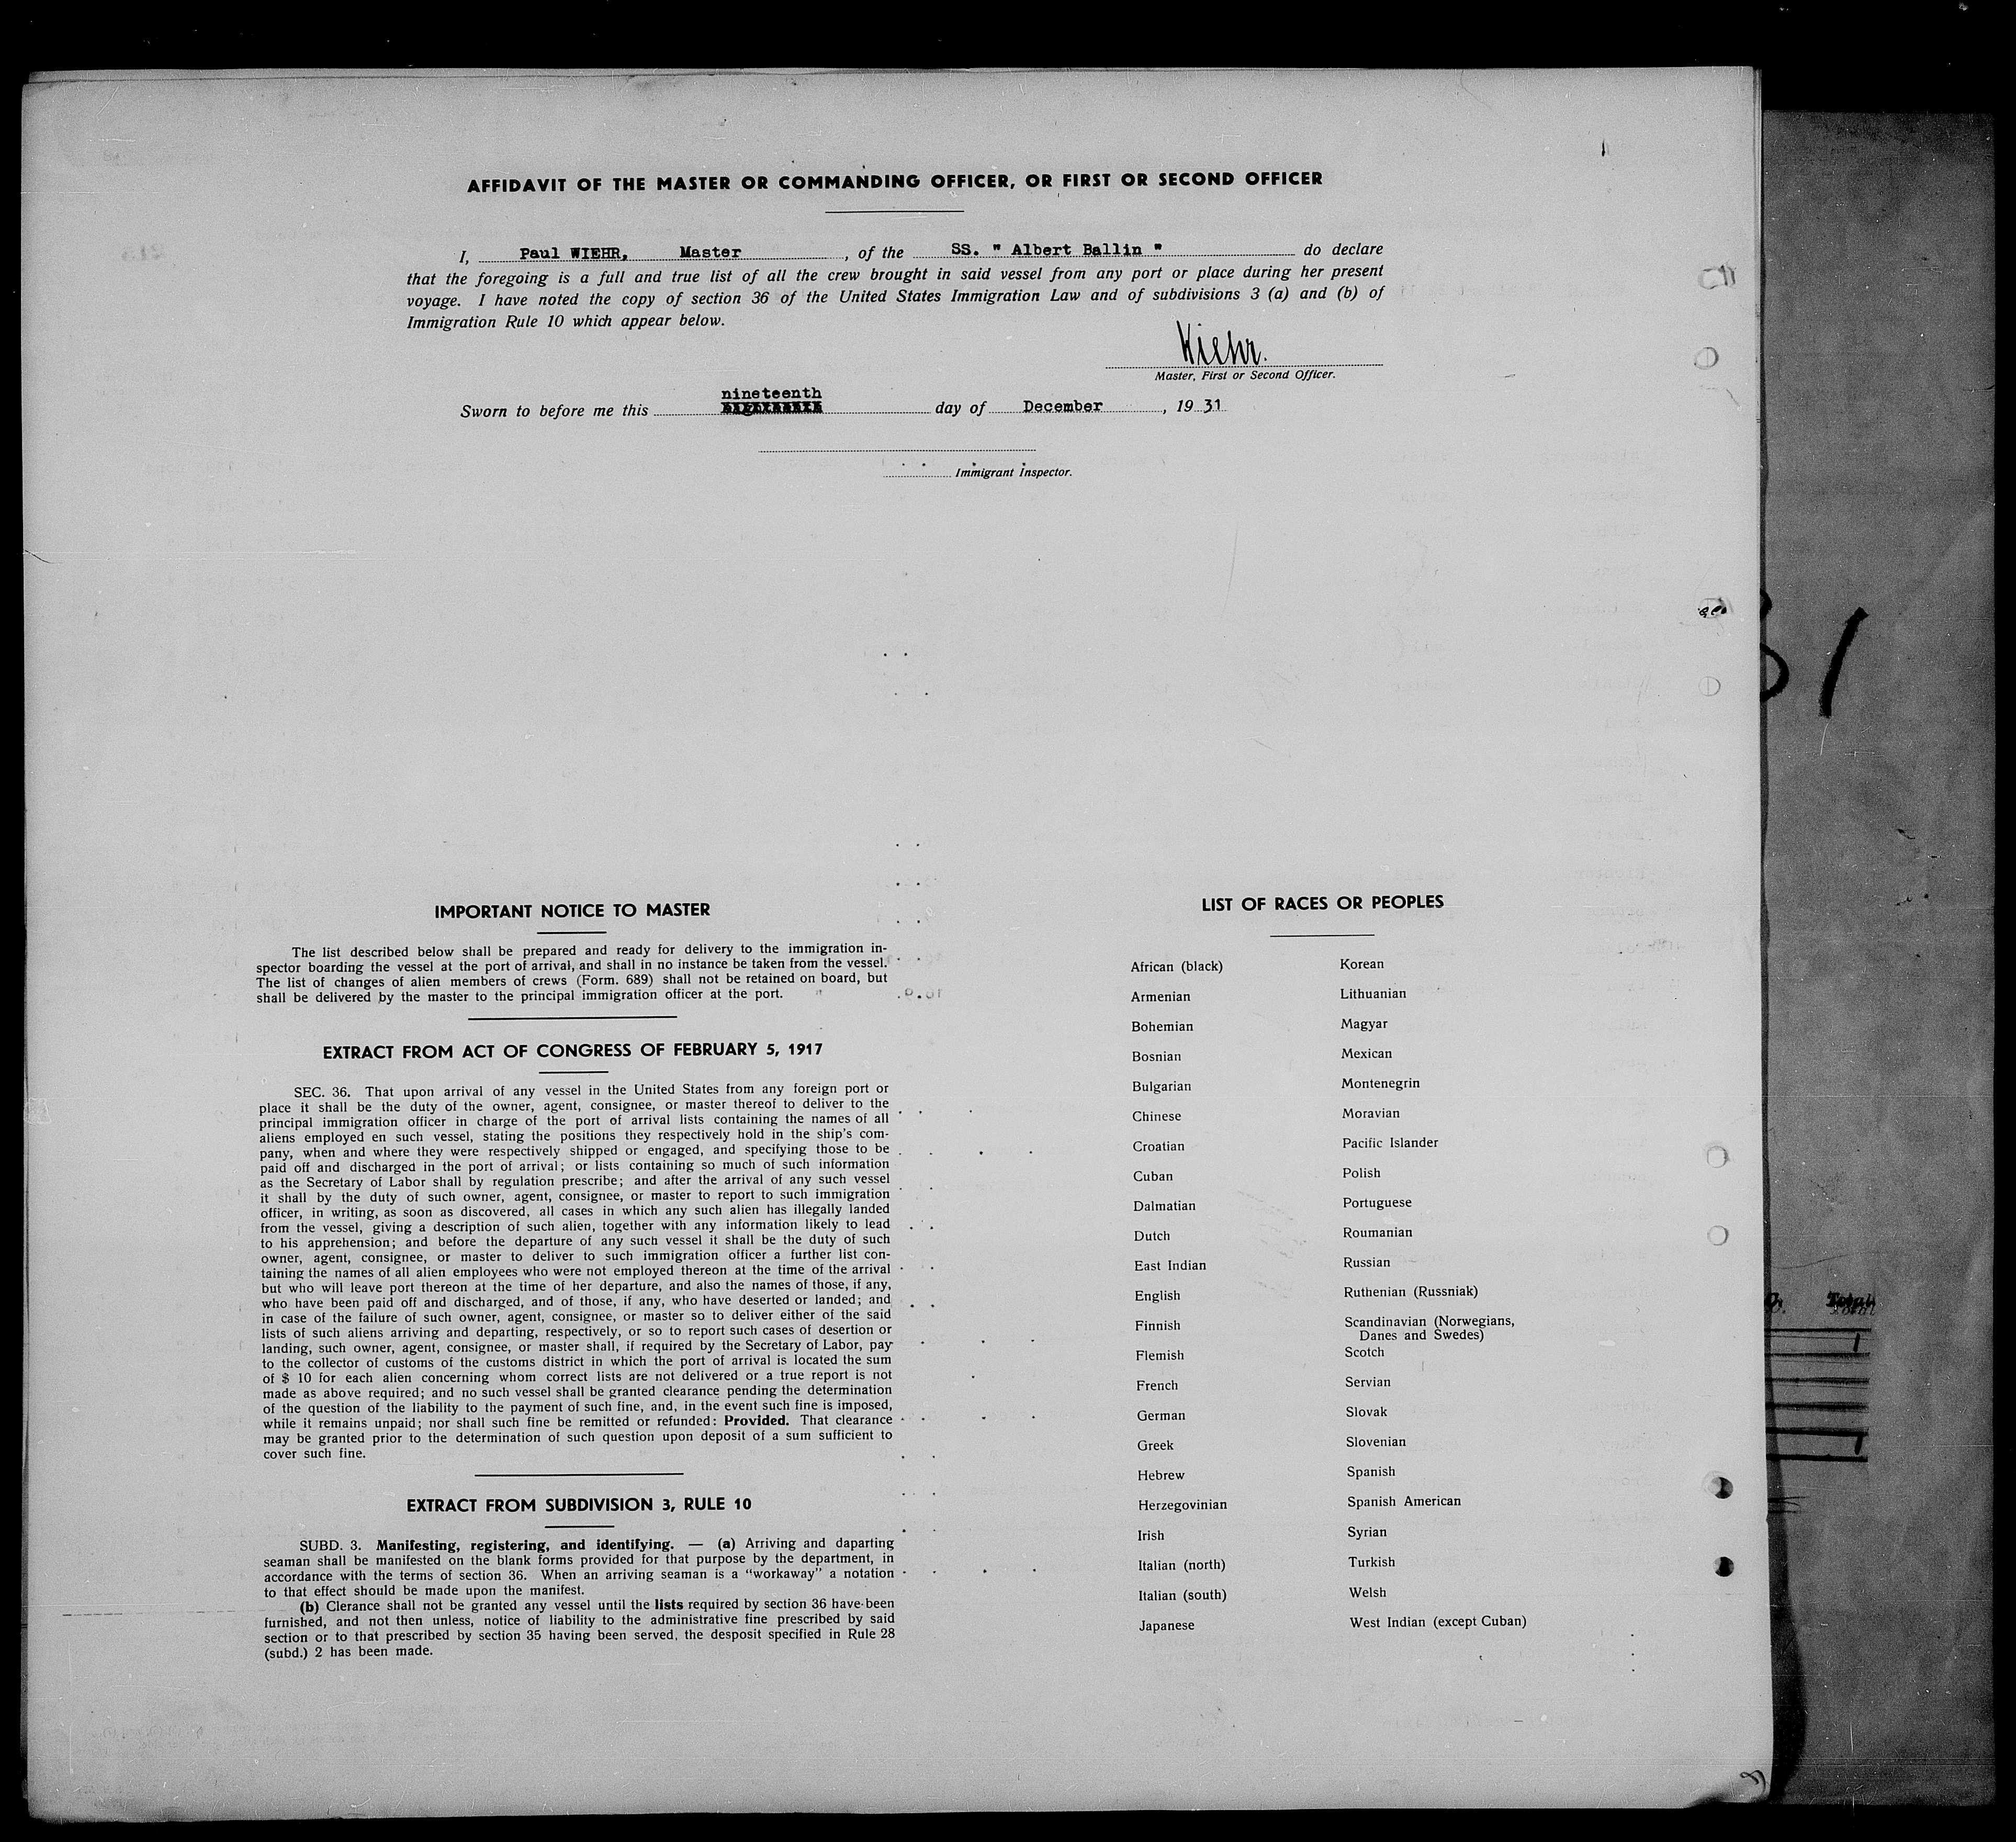 AFFIDAVIT OF THE MASTER OR COMMANDING OFFICER, OR FIRST OR SECOND OFFICER
I, Paul WIEHR, Master, of the SS. " Albert Ballin " do declare
that the foregoing is a full and true list of all the crew brought in said vessel from any port or place during her present
voyage. I have noted the copy of section 36 of the United States Immigration Law and of subdivisions 3 (a) and (b) of
Immigration Rule 10 which appear below.
Wiehr.
Master, First or Second Officer.
nineteenth
Sworn to before me this day of December, 19 31
Immigrant Inspector.
IMPORTANT NOTICE TO MASTER
The list described below shall be prepared and ready for delivery to the immigration in-
spector boarding the vessel at the port of arrival, and shall in no instance be taken from the vessel.
The list of changes of alien members of crews (Form. 689) shall not be retained on board, but
shall be delivered by the master to the principal immigration officer at the port.
EXTRACT FROM ACT OF CONGRESS OF FEBRUARY 5, 1917
SEC. 36. That upon arrival of any vessel in the United States from any foreign port or
place it shall be the duty of the owner, agent, consignee, or master thereof to deliver to the
principal immigration officer in charge of the port of arrival lists containing the names of all
aliens employed en such vessel, stating the positions they respectively hold in the ship's com-
pany, when and where they were respectively shipped or engaged, and specifying those to be
paid off and discharged in the port of arrival; or lists containing so much of such information
as the Secretary of Labor shall by regulation prescribe; and after the arrival of any such vessel
it shall by the duty of such owner, agent, consignee, or master to report to such immigration
officer, in writing, as soon as discovered, all cases in which any such alien has illegally landed
from the vessel, giving a description of such alien, together with any information likely to lead
to his apprehension; and before the departure of any such vessel it shall be the duty of such
owner, agent, consignee, or master to deliver to such immigration officer a further list con-
taining the names of all alien employees who were not employed thereon at the time of the arrival
but who will leave port thereon at the time of her departure, and also the names of those, if any,
who have been paid off and discharged, and of those, if any, who have deserted or landed; and
in case of the failure of such owner, agent, consignee, or master so to deliver either of the said
lists of such aliens arriving and departing, respectively, or so to report such cases of desertion or
landing, such owner, agent, consignee, or master shall, if required by the Secretary of Labor, pay
to the collector of customs of the customs district in which the port of arrival is located the sum
of $ 10 for each alien concerning whom correct lists are not delivered or a true report is not
made as above required; and no such vessel shall be granted clearance pending the determination
of the question of the liability to the payment of such fine, and, in the event such fine is imposed,
while it remains unpaid; nor shall such fine be remitted or refunded: Provided. That clearance
may be granted prior to the determination of such question upon deposit of a sum sufficient to
cover such fine.
EXTRACT FROM SUBDIVISION 3, RULE 10
SUBD. 3. Manifesting, registering, and identifying. — (a) Arriving and daparting
seaman shall be manifested on the blank forms provided for that purpose by the department, in
accordance with the terms of section 36. When an arriving seaman is a "workaway" a notation
to that effect should be made upon the manifest.
(b) Clerance shall not be granted any vessel until the lists required by section 36 have been
furnished, and not then unless, notice of liability to the administrative fine prescribed by said
section or to that prescribed by section 35 having been served, the desposit specified in Rule 28
(subd.) 2 has been made.
LIST OF RACES OR PEOPLES
African (black)
Armenian
Bohemian
Bosnian
Bulgarian
Chinese
Croatian
Cuban
Dalmatian
Dutch
East Indian
English
Finnish
Flemish
French
German
Greek
Hebrew
Herzegovinian
Irish
Italian (north)
Italian (south)
Japanese
Korean
Lithuanian
Magyar
Mexican
Montenegrin
Moravian
Pacific Islander
Polish
Portuguese
Roumanian
Russian
Ruthenian (Russniak)
Scandinavian (Norwegians,
Danes and Swedes)
Scotch
Servian
Slovak
Slovenian
Spanish
Spanish American
Syrian
Turkish
Welsh
West Indian (except Cuban)
31
Total